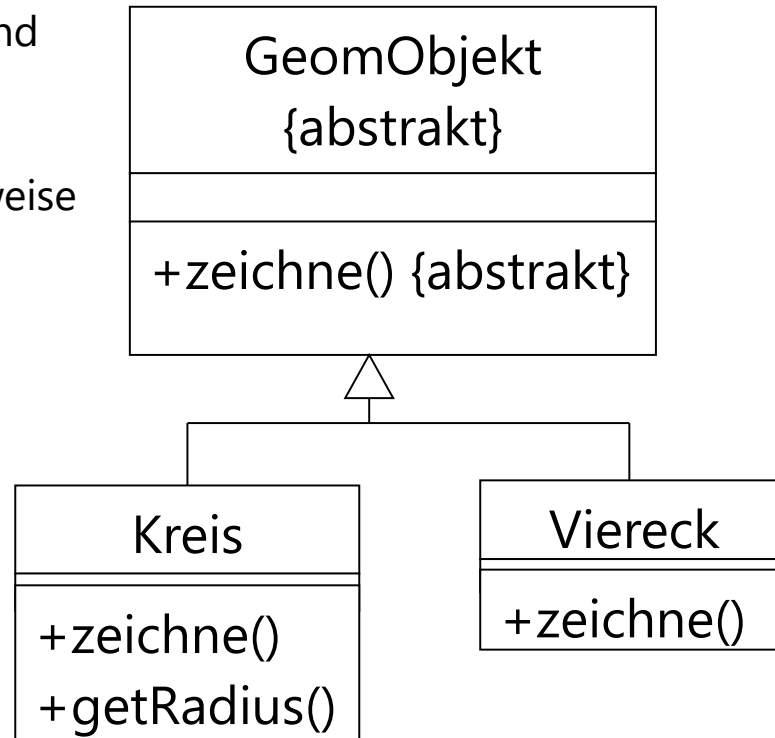 GeomObjekt
{abstrakt}
+zeichne() {abstrakt}
Kreis
+zeichne()
+getRadius()
Viereck
+zeichne()